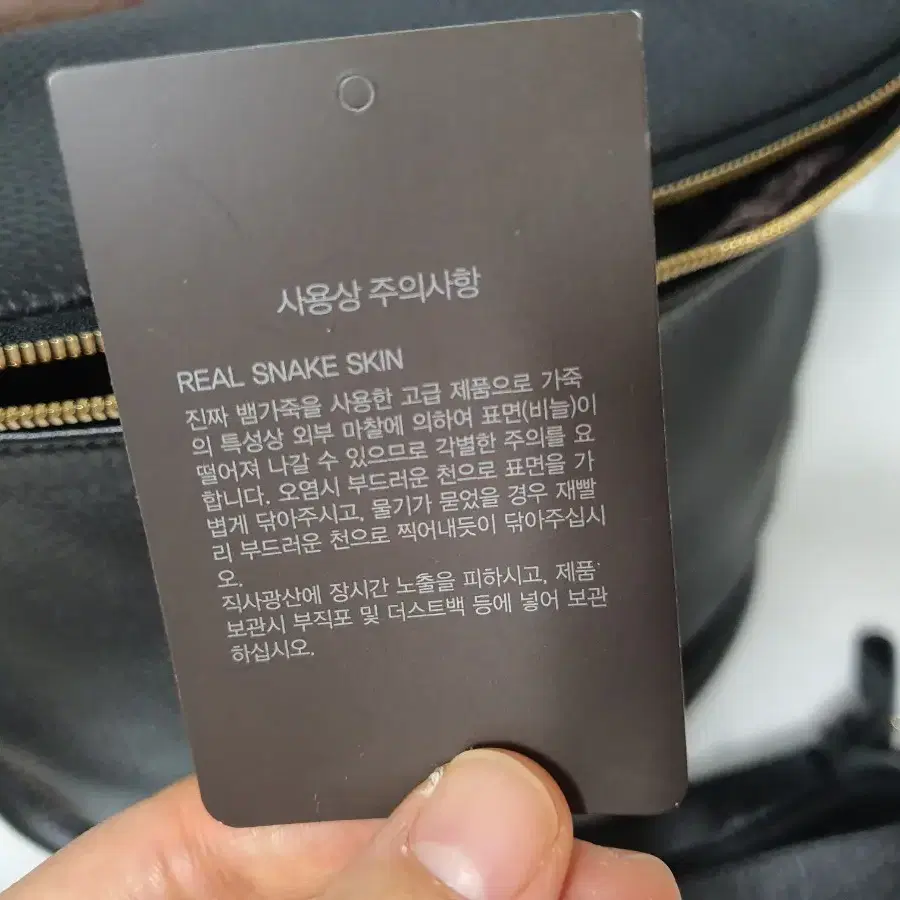 사용상 주의사항
REAL SNAKE SKIN
진짜 뱀가죽을 사용한 고급 제품으로 가죽
의 특성상 외부 마찰에 의하여 표면(비늘)이
떨어져 나갈 수 있으므로 각별한 주의를 요
합니다. 오염시 부드러운 천으로 표면을 가
볍게 닦아주시고, 물기가 묻었을 경우 재빨
리 부드러운 천으로 찍어내듯이 닦아주십시
오.
직사광산에 장시간 노출을 피하시고, 제품
보관시 부직포 및 더스트백 등에 넣어 보관
하십시오.